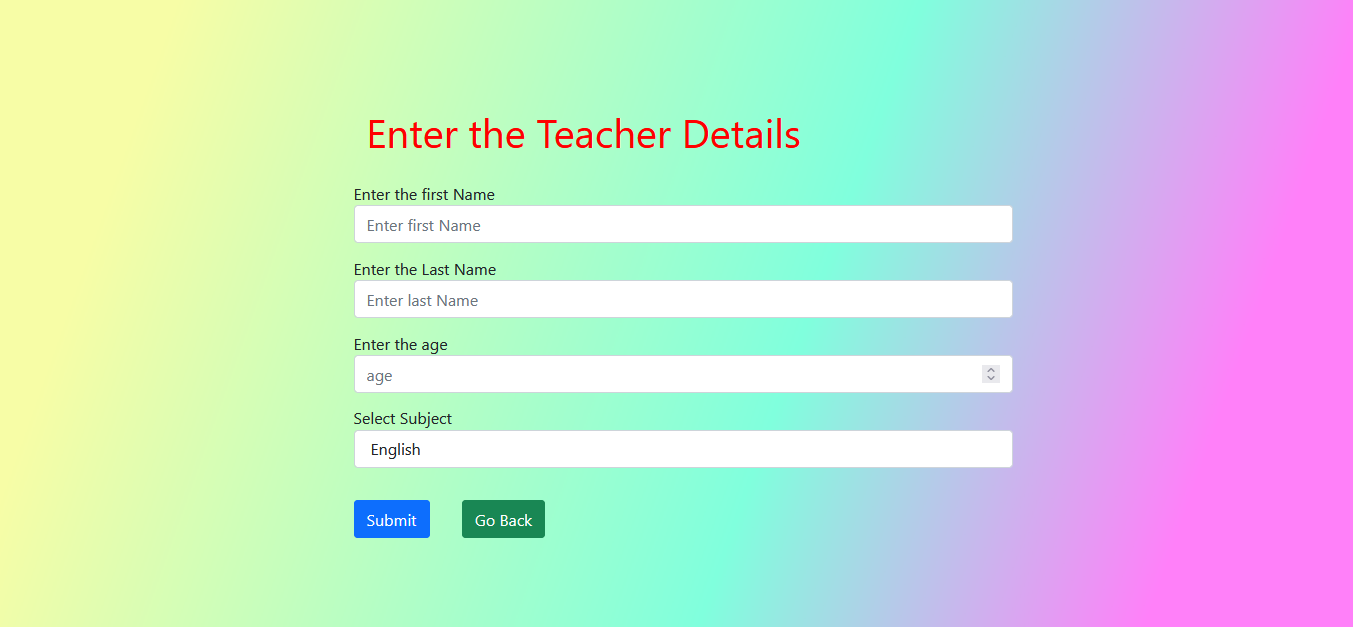 Enter the Teacher Details
Enter the first Name
Enter first Name
Enter the Last Name
Enter last Name
Enter the age
age
Select Subject
English
Submit Go Back